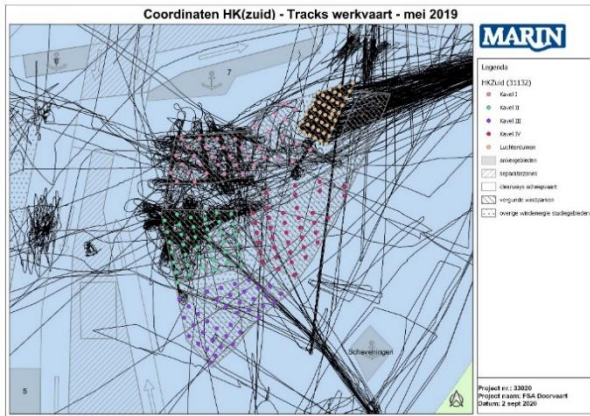 Coordinaten HK(zuid) - Tracks werkvaart - mei 2019
MARIN
Legenda
HKZuid (31132)
Kavel I
Kavel II
Kavel III
Kavel IV
Luchterduinen
ankergebieden
separatiezones
clearways scheepvaart
vergunde windparken
overige windenergie studiegebieden
7
Scheveningen
5
Project nr.: 33020
Project naam: FSA Doorvaart
Datum: 2 sept 2020